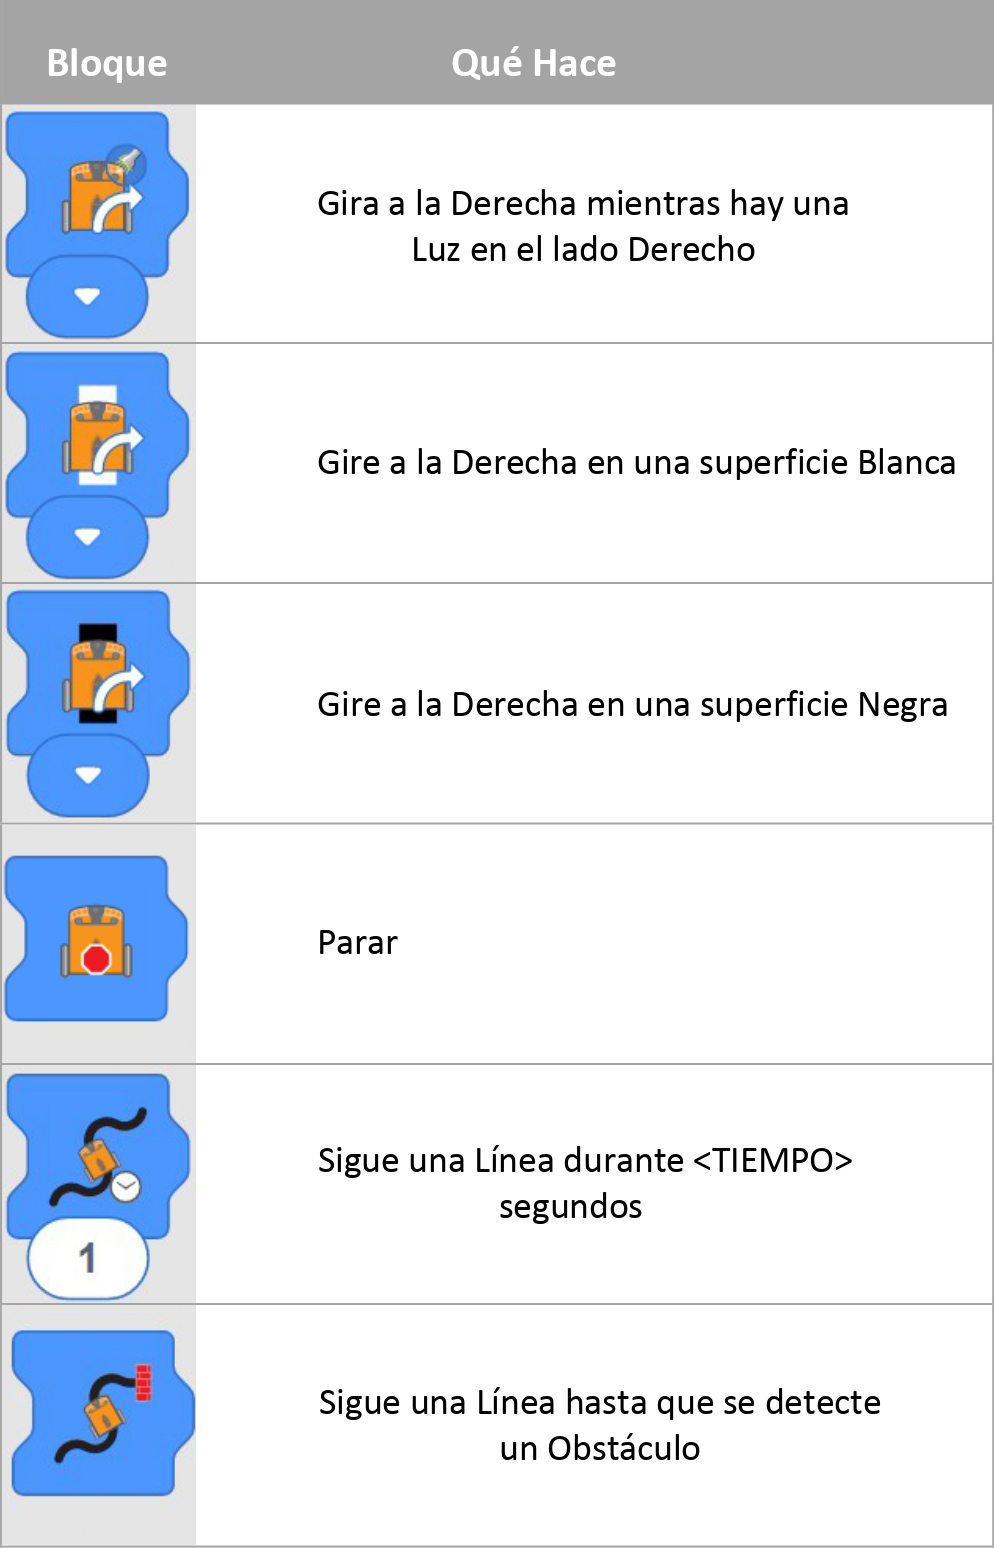 Bloque Qué Hace
Gira a la Derecha mientras hay una
Luz en el lado Derecho
Gire a la Derecha en una superficie Blanca
Gire a la Derecha en una superficie Negra
Parar
Sigue una Línea durante <TIEMPO>
segundos
1
Sigue una Línea hasta que se detecte
un Obstáculo